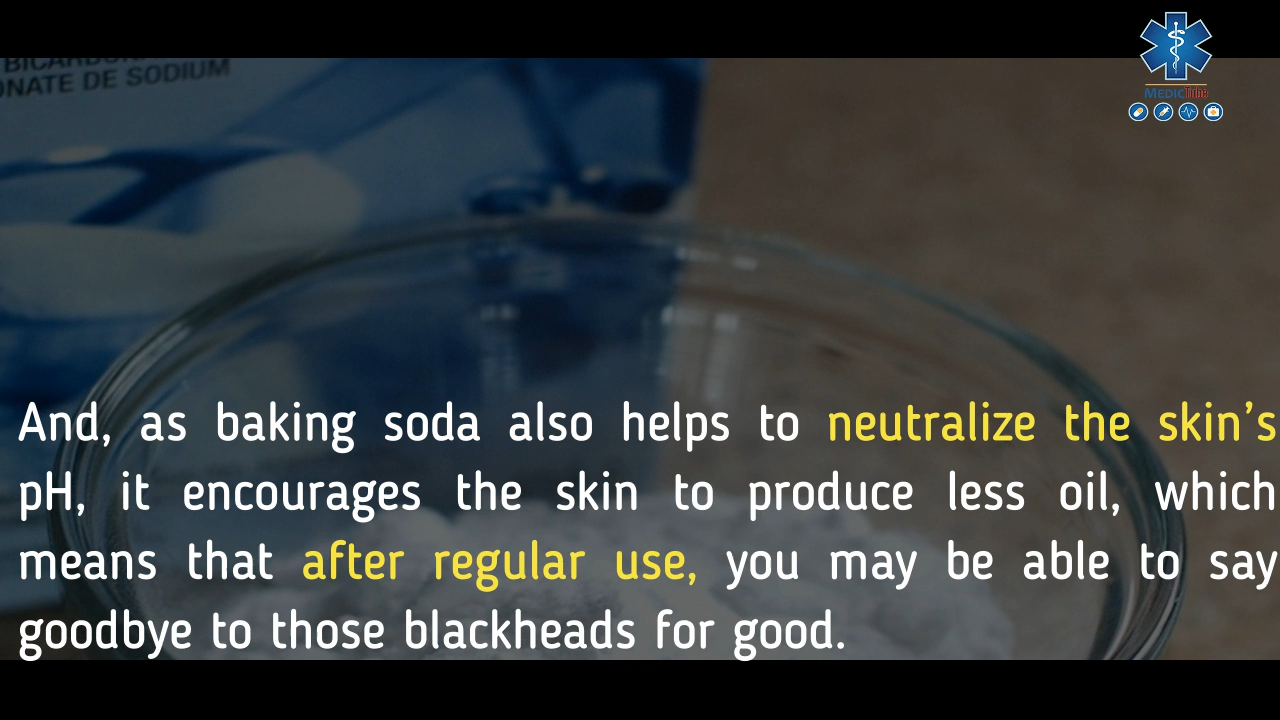 BICARBO
ONATE DE SODIUM
MEDICTribe
And, as baking soda also helps to neutralize the skin’s
pH, it encourages the skin to produce less oil, which
means that after regular use, you may be able to say
goodbye to those blackheads for good.